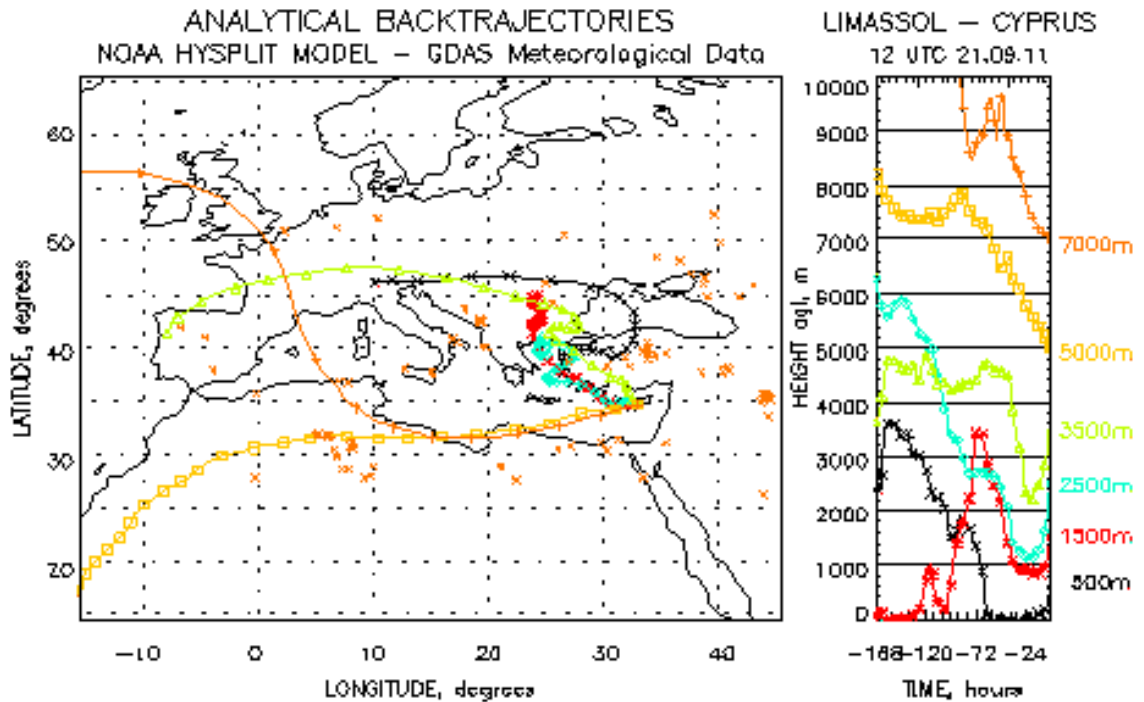 ANALYTICAL BACKTRAJECTORIES
NOAA HYSPLIT MODEL – GDAS Meteorological Data
LIMASSOL – CYPRUS
12 UTC 21.09.11
LATITUDE, degrees
60
50
40
30
20
-10
0
10
20
30
40
LONGITUDE, degrees
HEIGHT agl, m
10000
9000
8000
7000
6000
5000
4000
3000
2000
1000
0
7000m
5000m
3500m
2500m
1500m
500m
-168
-120
-72
-24
TIME, hours